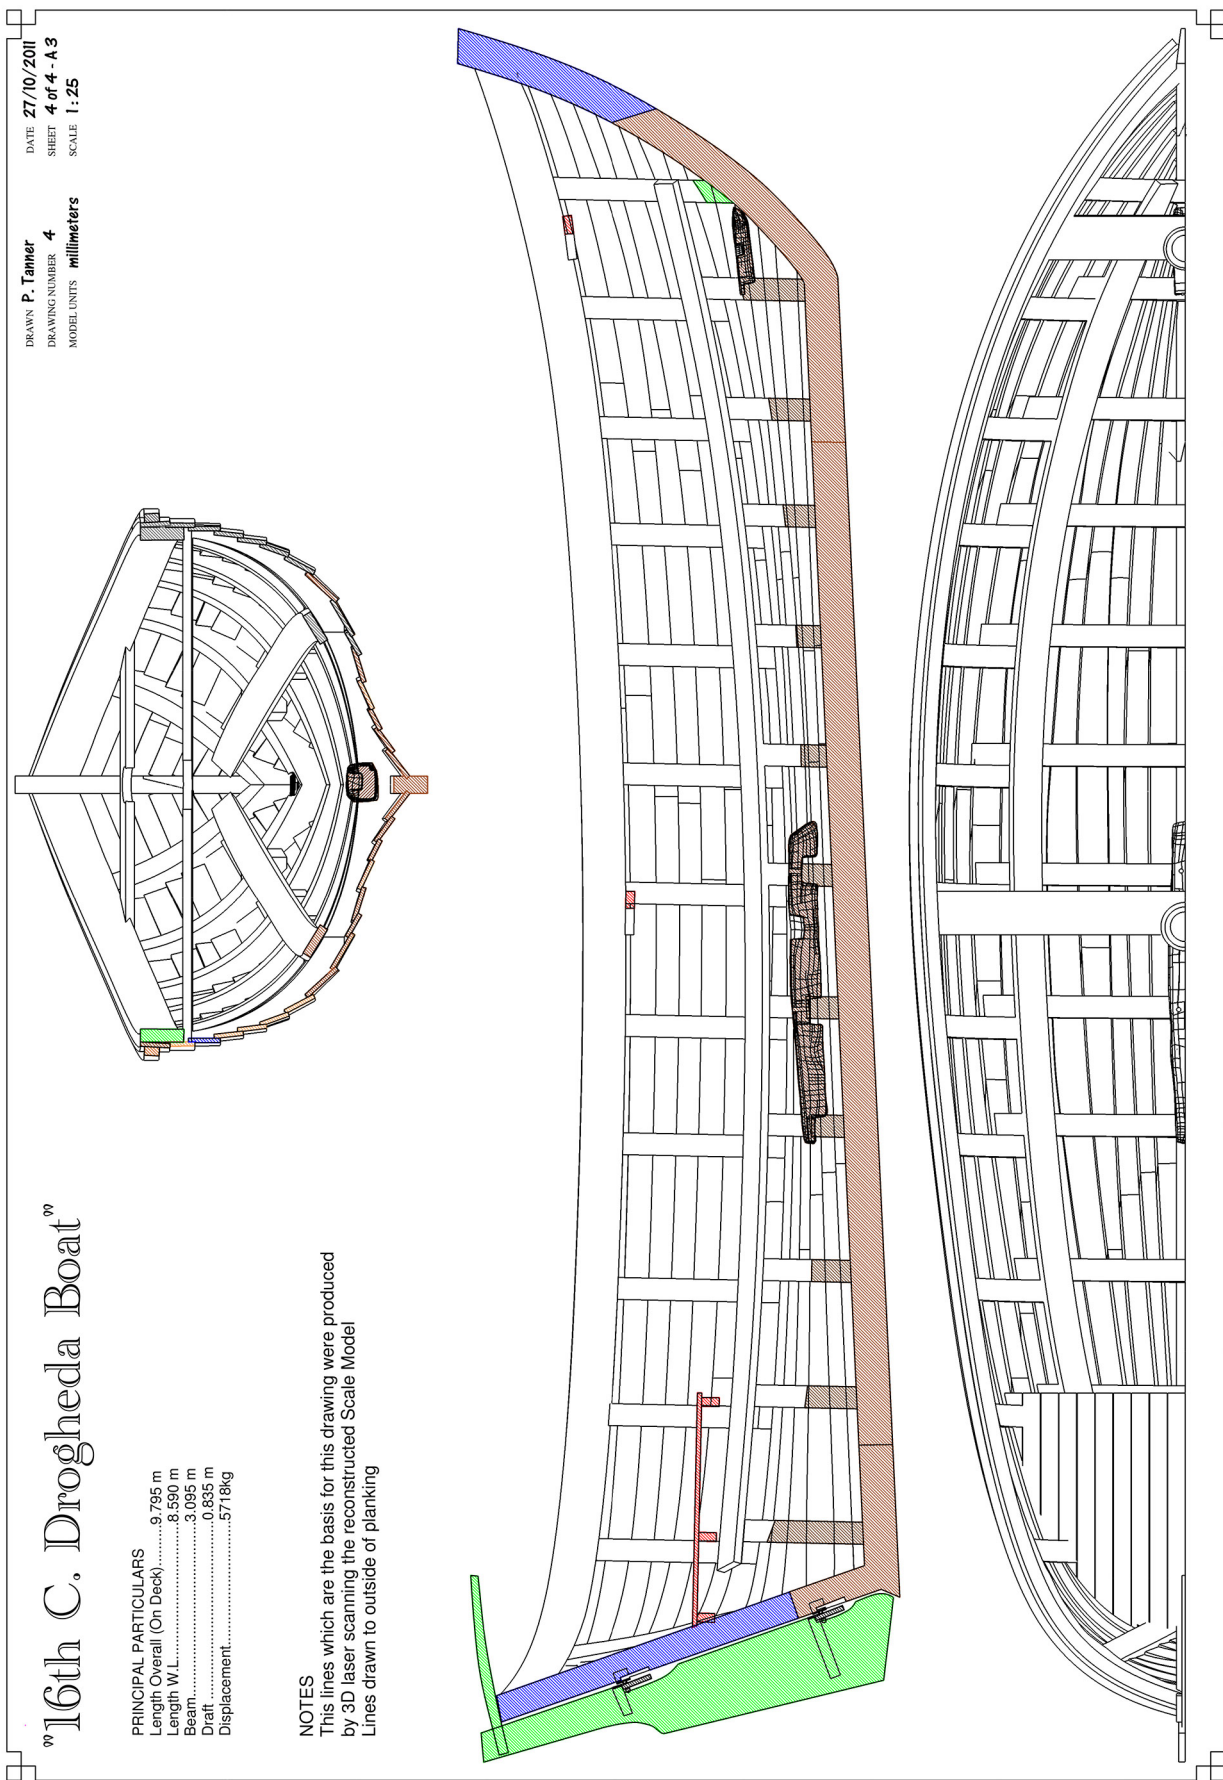 "16th C. Drogheda Boat"
DRAWN P. Tanner
DATE 27/10/2011
DRAWING NUMBER 4
SHEET 4 of 4 - A3
MODEL UNITS millimeters
SCALE 1:25
PRINCIPAL PARTICULARS
Length Overall (On Deck)..........9.795 m
Length W.L..............................8.590 m
Beam.......................................3.095 m
Draft ........................................0.835 m
Displacement...........................5718kg
NOTES
This lines which are the basis for this drawing were produced
by 3D laser scanning the reconstructed Scale Model
Lines drawn to outside of planking